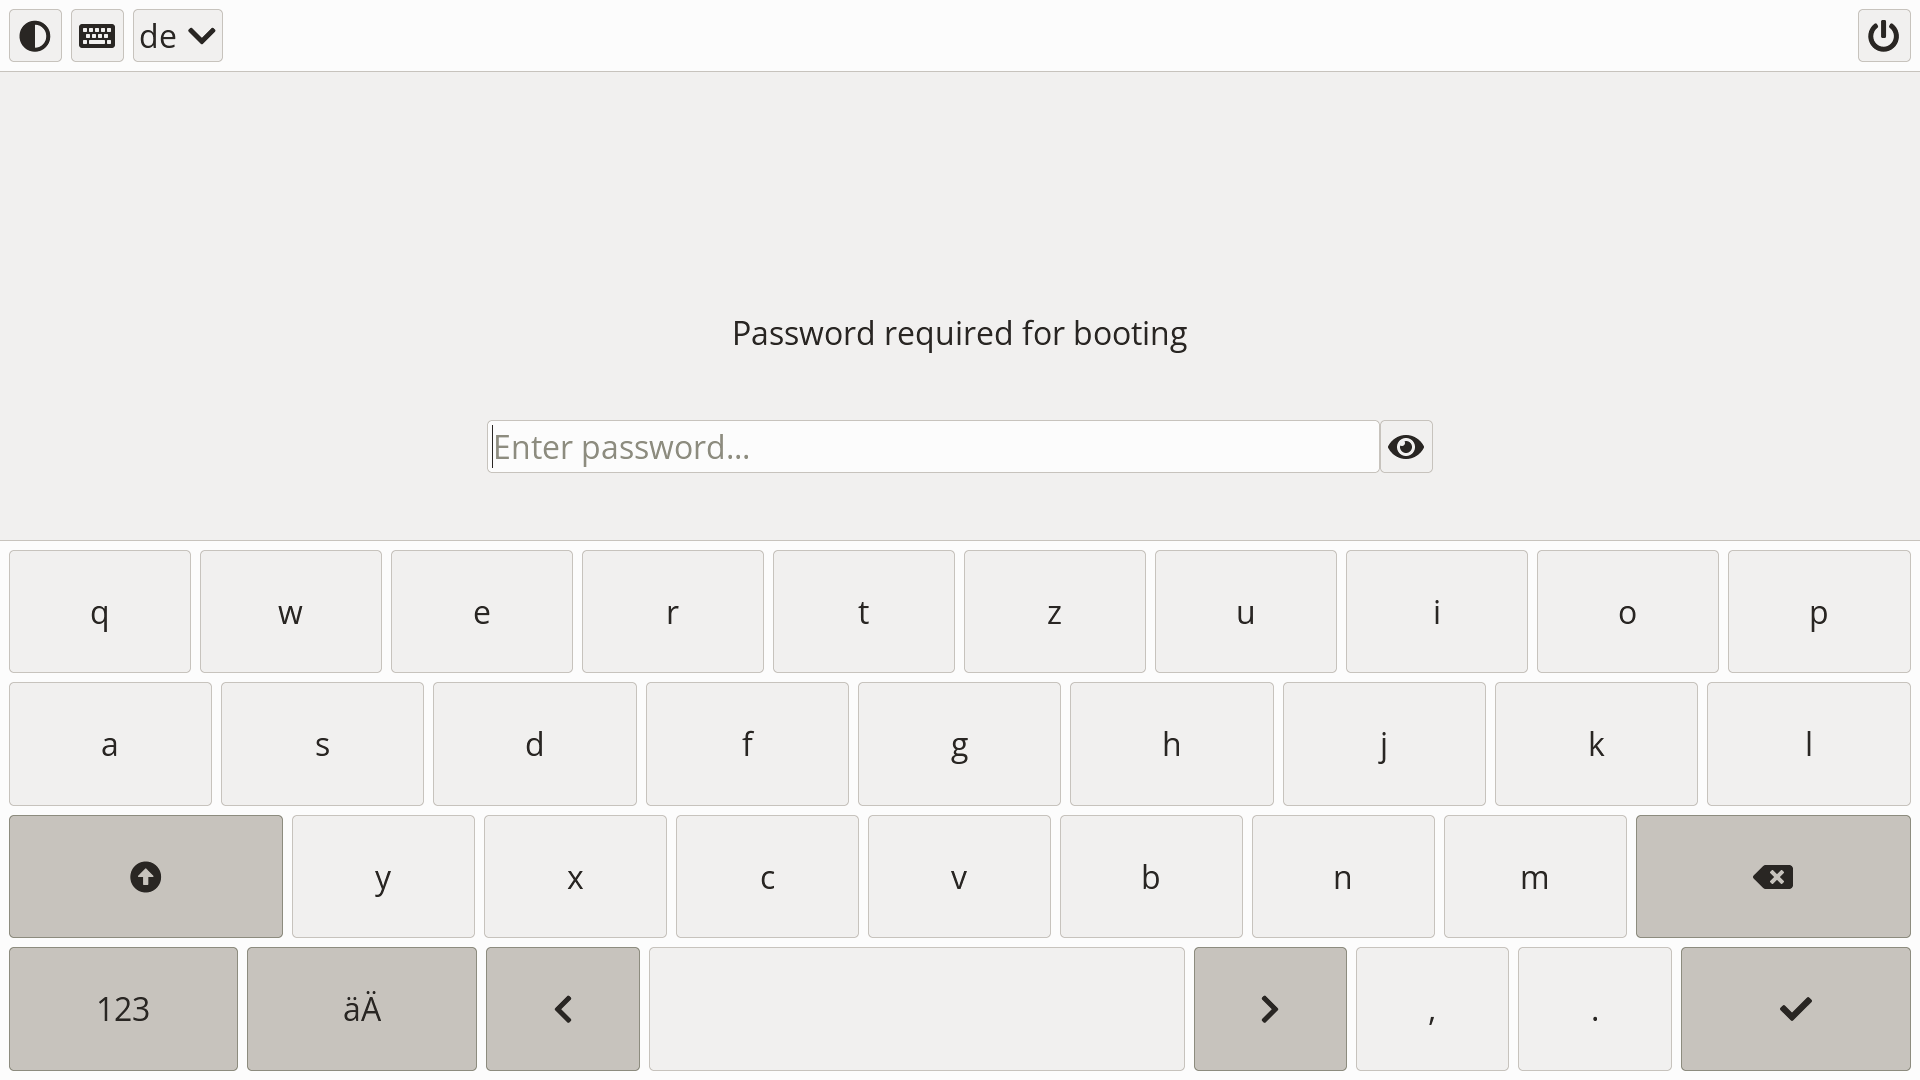 de
Password required for booting
Enter password...
q w e r t z u i o p
a s d f g h j k l
y x c v b n m
123 äÄ , .